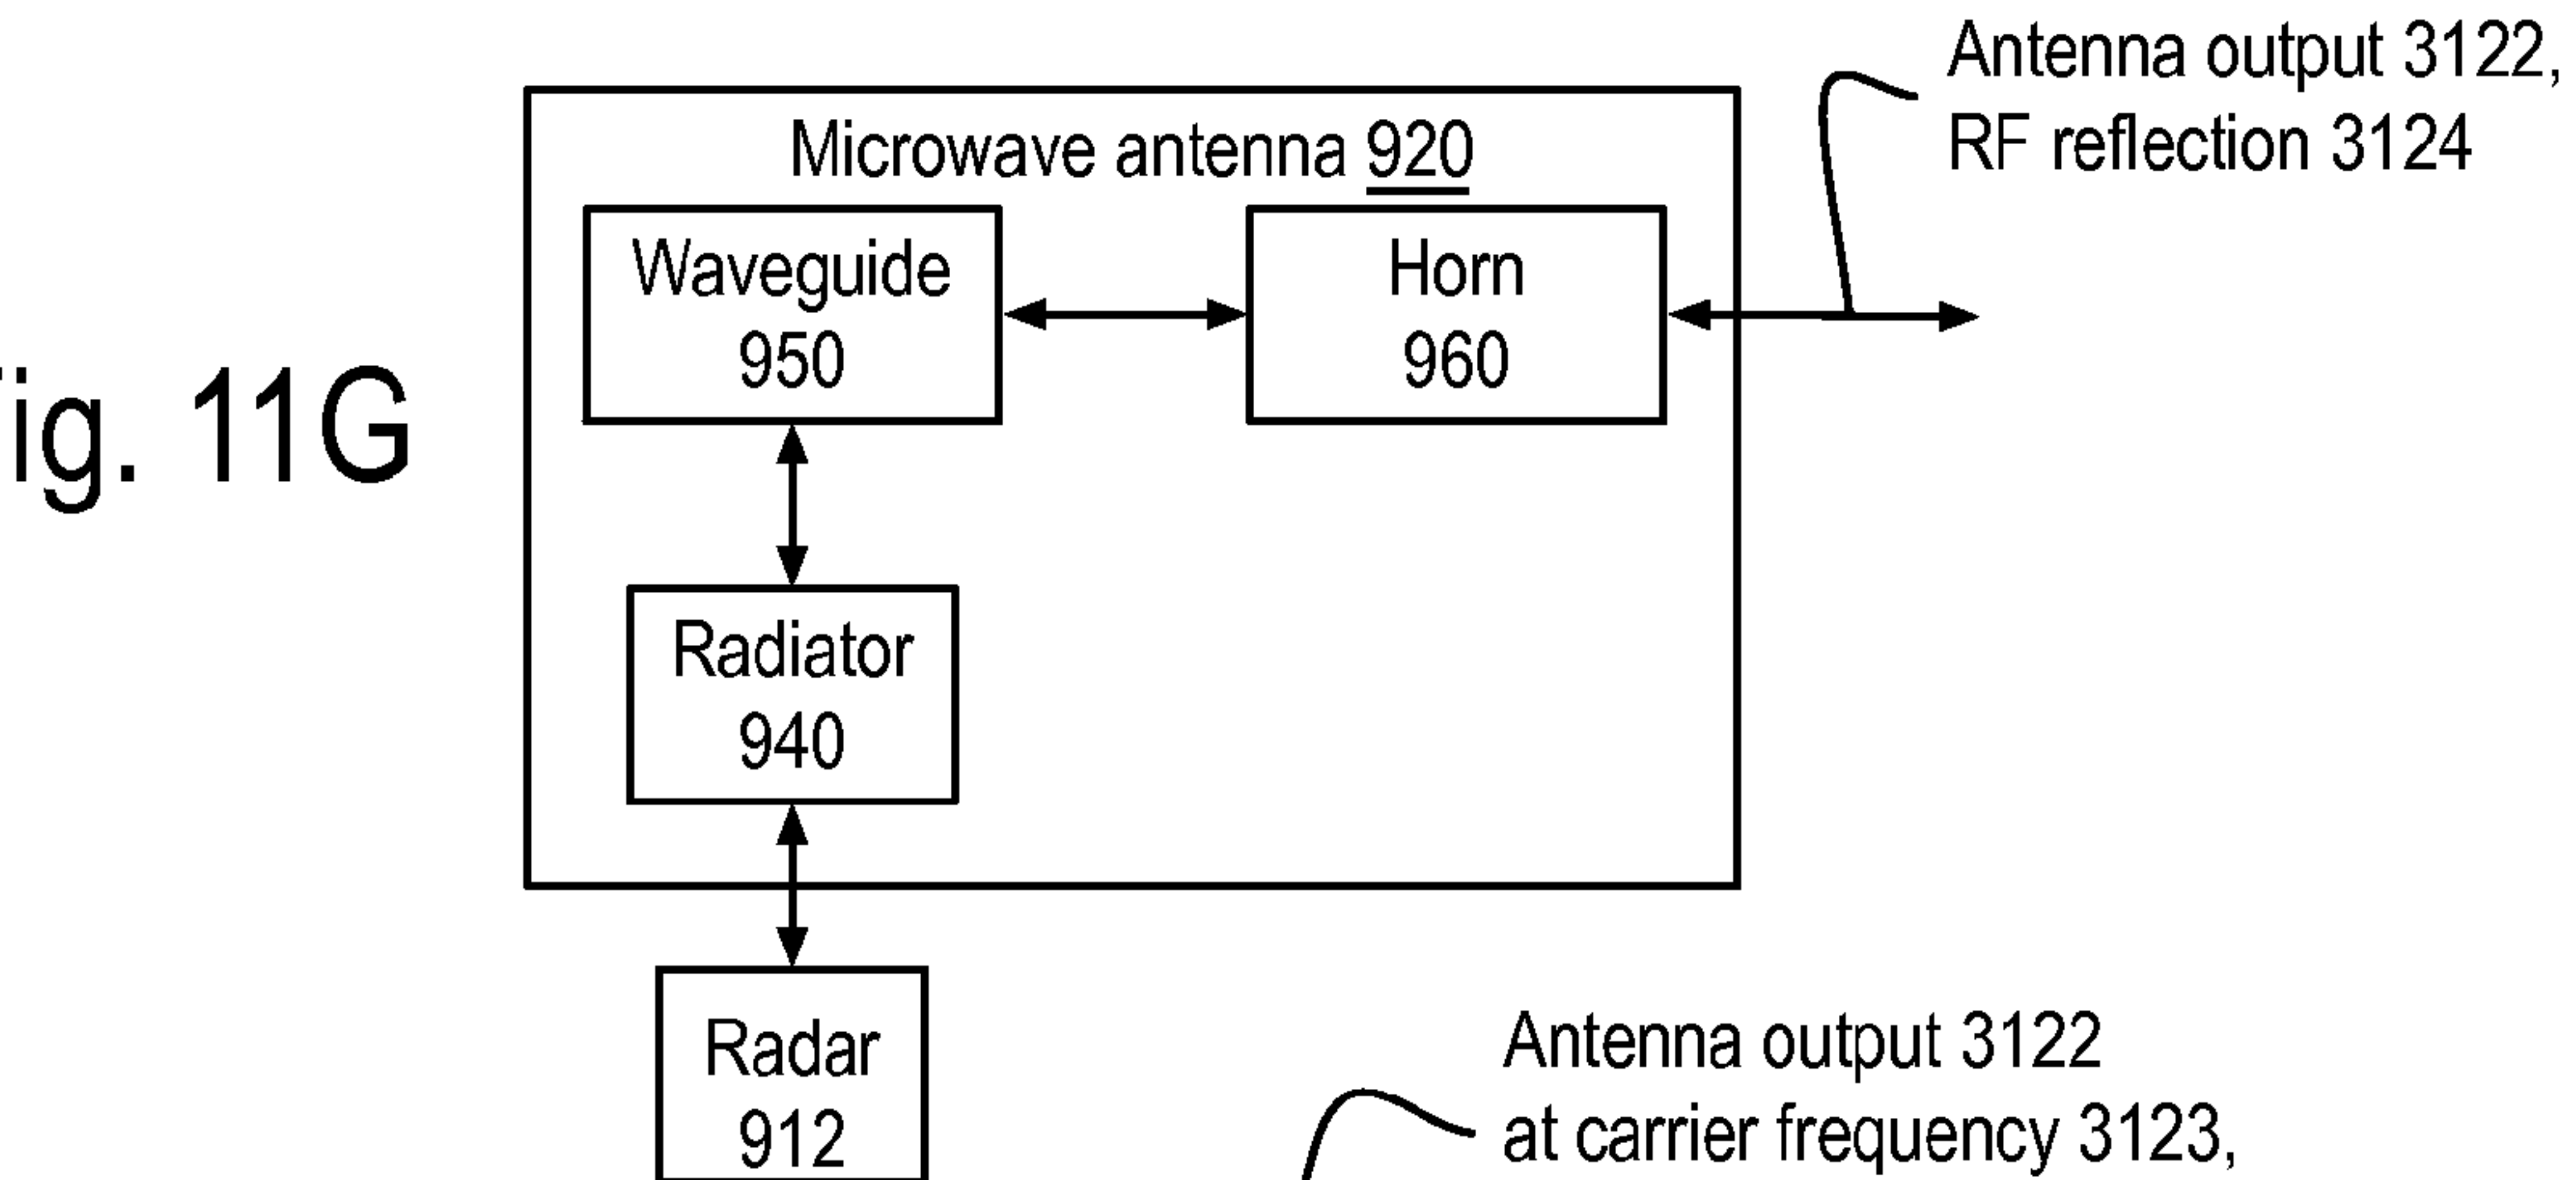 Antenna output 3122,
RF reflection 3124
Microwave antenna 920
Waveguide
950
Horn
960
ig. 11G
Radiator
940
Radar
912
Antenna output 3122
at carrier frequency 3123,